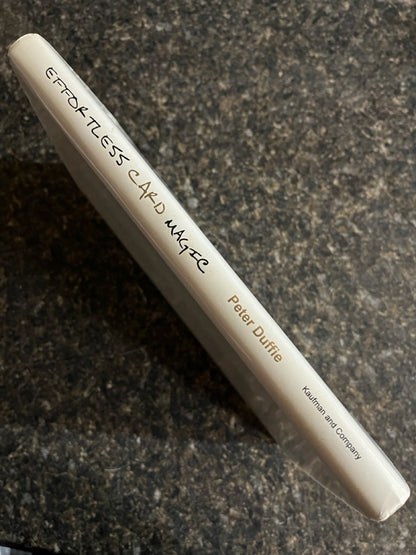 EFFORTLESS CARD MAGIC
Peter Duffie
Kaufman and Company